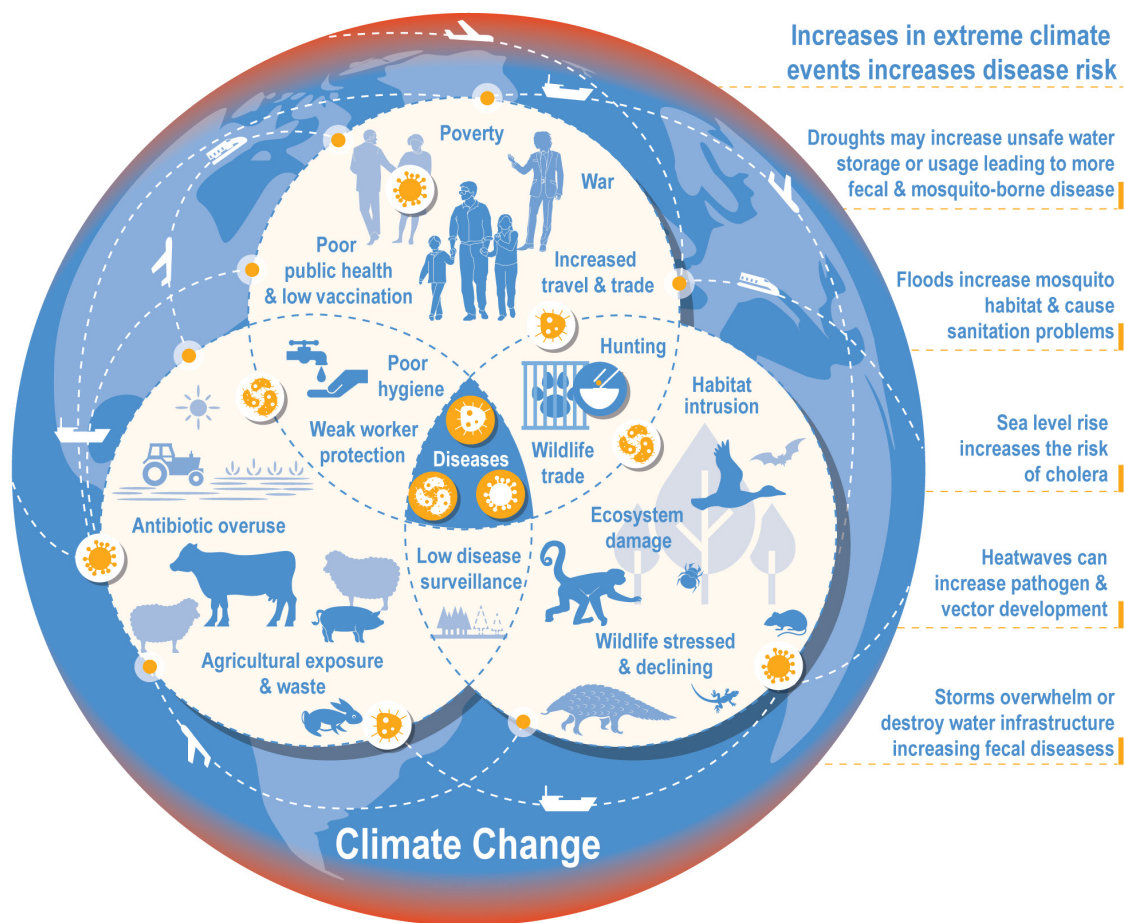 Increases in extreme climate
events increases disease risk
Droughts may increase unsafe water
storage or usage leading to more
fecal & mosquito-borne disease
Floods increase mosquito
habitat & cause
sanitation problems
Sea level rise
increases the risk
of cholera
Heatwaves can
increase pathogen &
vector development
Storms overwhelm or
destroy water infrastructure
increasing fecal diseasess
Poverty
War
Poor
public health
& low vaccination
Increased
travel & trade
Hunting
Poor
hygiene
Habitat
intrusion
Weak worker
protection
Diseases
Wildlife
trade
Antibiotic overuse
Ecosystem
damage
Low disease
surveillance
Agricultural exposure
& waste
Wildlife stressed
& declining
Climate Change